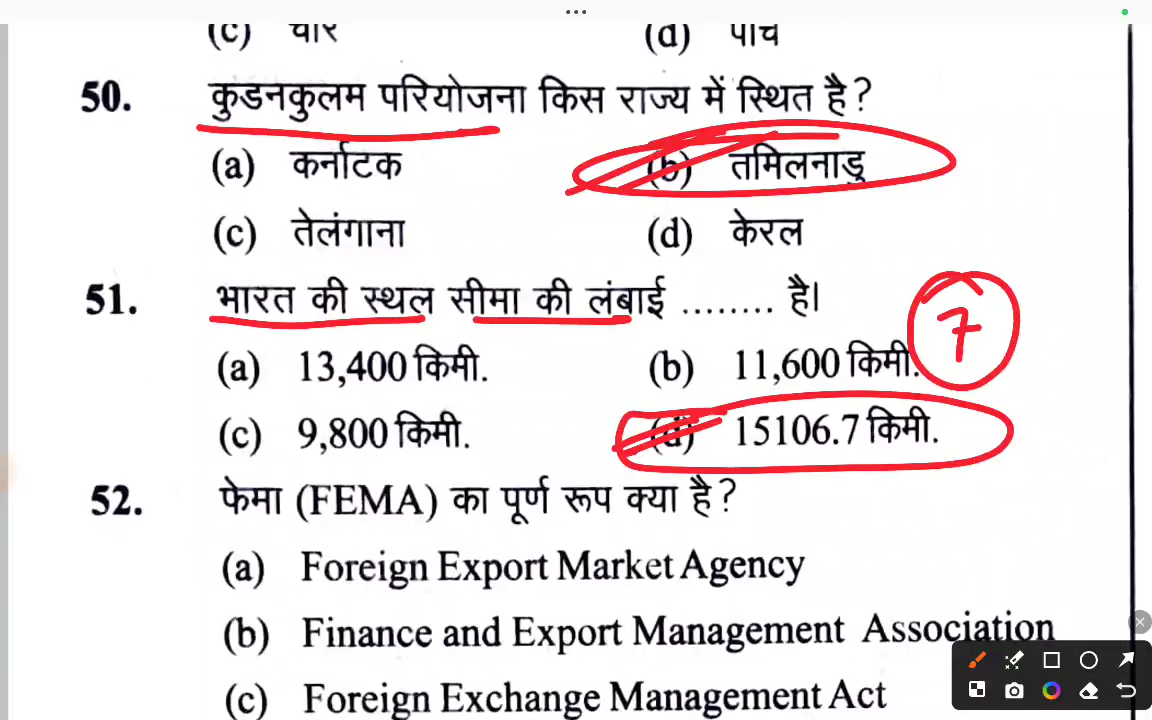 (c) चार (d) पांच
50. कुडनकुलम परियोजना किस राज्य में स्थित है?
(a) कर्नाटक (b) तमिलनाडु
(c) तेलंगाना (d) केरल
51. भारत की स्थल सीमा की लंबाई ........ है।
7
(a) 13,400 किमी. (b) 11,600 किमी.
(c) 9,800 किमी. (d) 15106.7 किमी.
52. फेमा (FEMA) का पूर्ण रूप क्या है?
(a) Foreign Export Market Agency
(b) Finance and Export Management Association
(c) Foreign Exchange Management Act